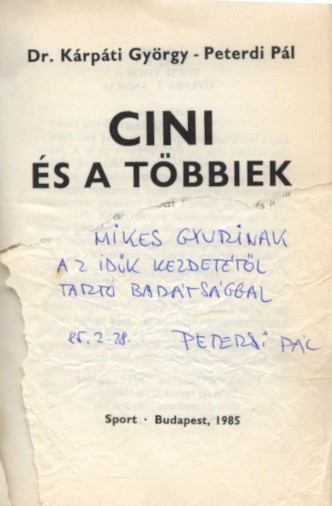 Dr. Kárpáti György - Peterdi Pál
CINI
ÉS A TÖBBIEK
MIKES GYURINAK
AZ IDŐK KEZDETÉTŐL
TARTÓ BARÁTSÁGGAL
85. 2. 28. PETERDI PÁL
Sport · Budapest, 1985